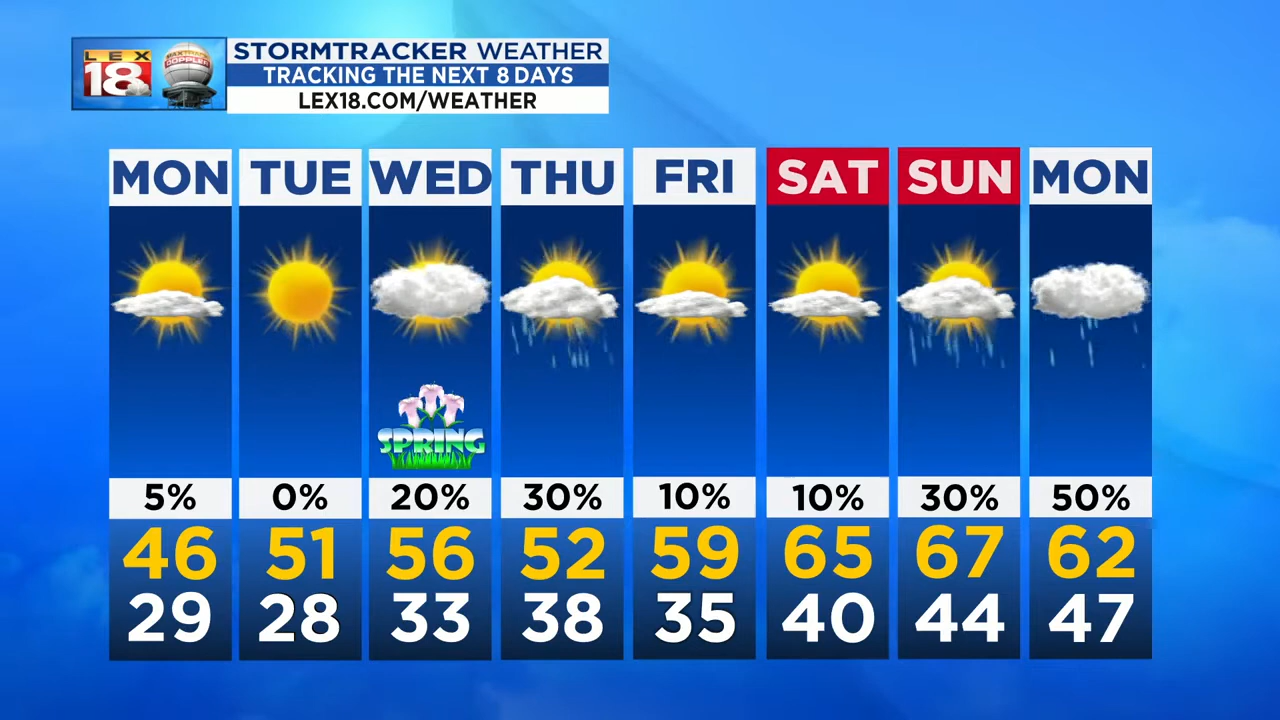 LEX
18
MAXTRACK
DOPPLER
STORMTRACKER WEATHER
TRACKING THE NEXT 8 DAYS
LEX18.COM/WEATHER
MON TUE WED THU FRI SAT SUN MON
SPRING
5% 0% 20% 30% 10% 10% 30% 50%
46 51 56 52 59 65 67 62
29 28 33 38 35 40 44 47